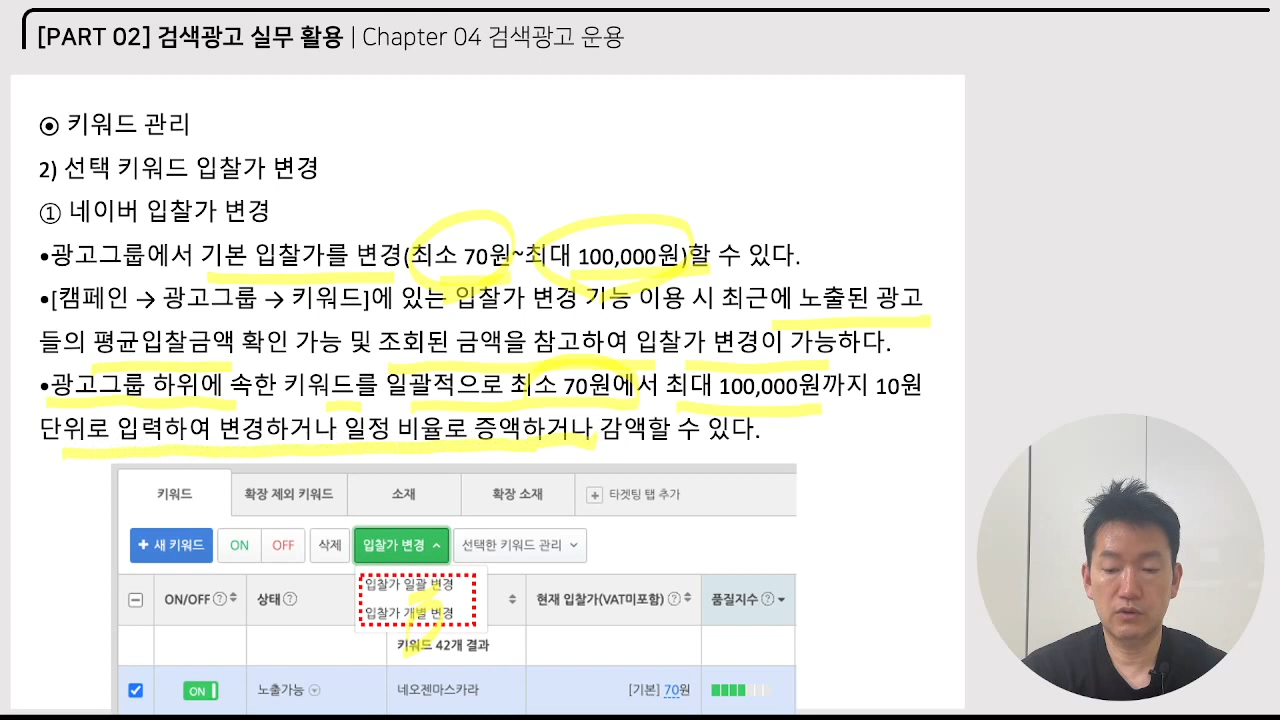 [PART 02] 검색광고 실무 활용 | Chapter 04 검색광고 운용
⦿ 키워드 관리
2) 선택 키워드 입찰가 변경
① 네이버 입찰가 변경
•광고그룹에서 기본 입찰가를 변경(최소 70원~최대 100,000원)할 수 있다.
•[캠페인 → 광고그룹 → 키워드]에 있는 입찰가 변경 기능 이용 시 최근에 노출된 광고
들의 평균입찰금액 확인 가능 및 조회된 금액을 참고하여 입찰가 변경이 가능하다.
•광고그룹 하위에 속한 키워드를 일괄적으로 최소 70원에서 최대 100,000원까지 10원
단위로 입력하여 변경하거나 일정 비율로 증액하거나 감액할 수 있다.
키워드 확장 제외 키워드 소재 확장 소재 + 타겟팅 탭 추가
+ 새 키워드 ON OFF 삭제 입찰가 변경 선택한 키워드 관리
입찰가 일괄 변경
ON/OFF ? 상태 ? 현재 입찰가(VAT미포함) ? 품질지수 ?
입찰가 개별 변경
키워드 42개 결과
ON 노출가능 네오젠마스카라 [기본] 70원